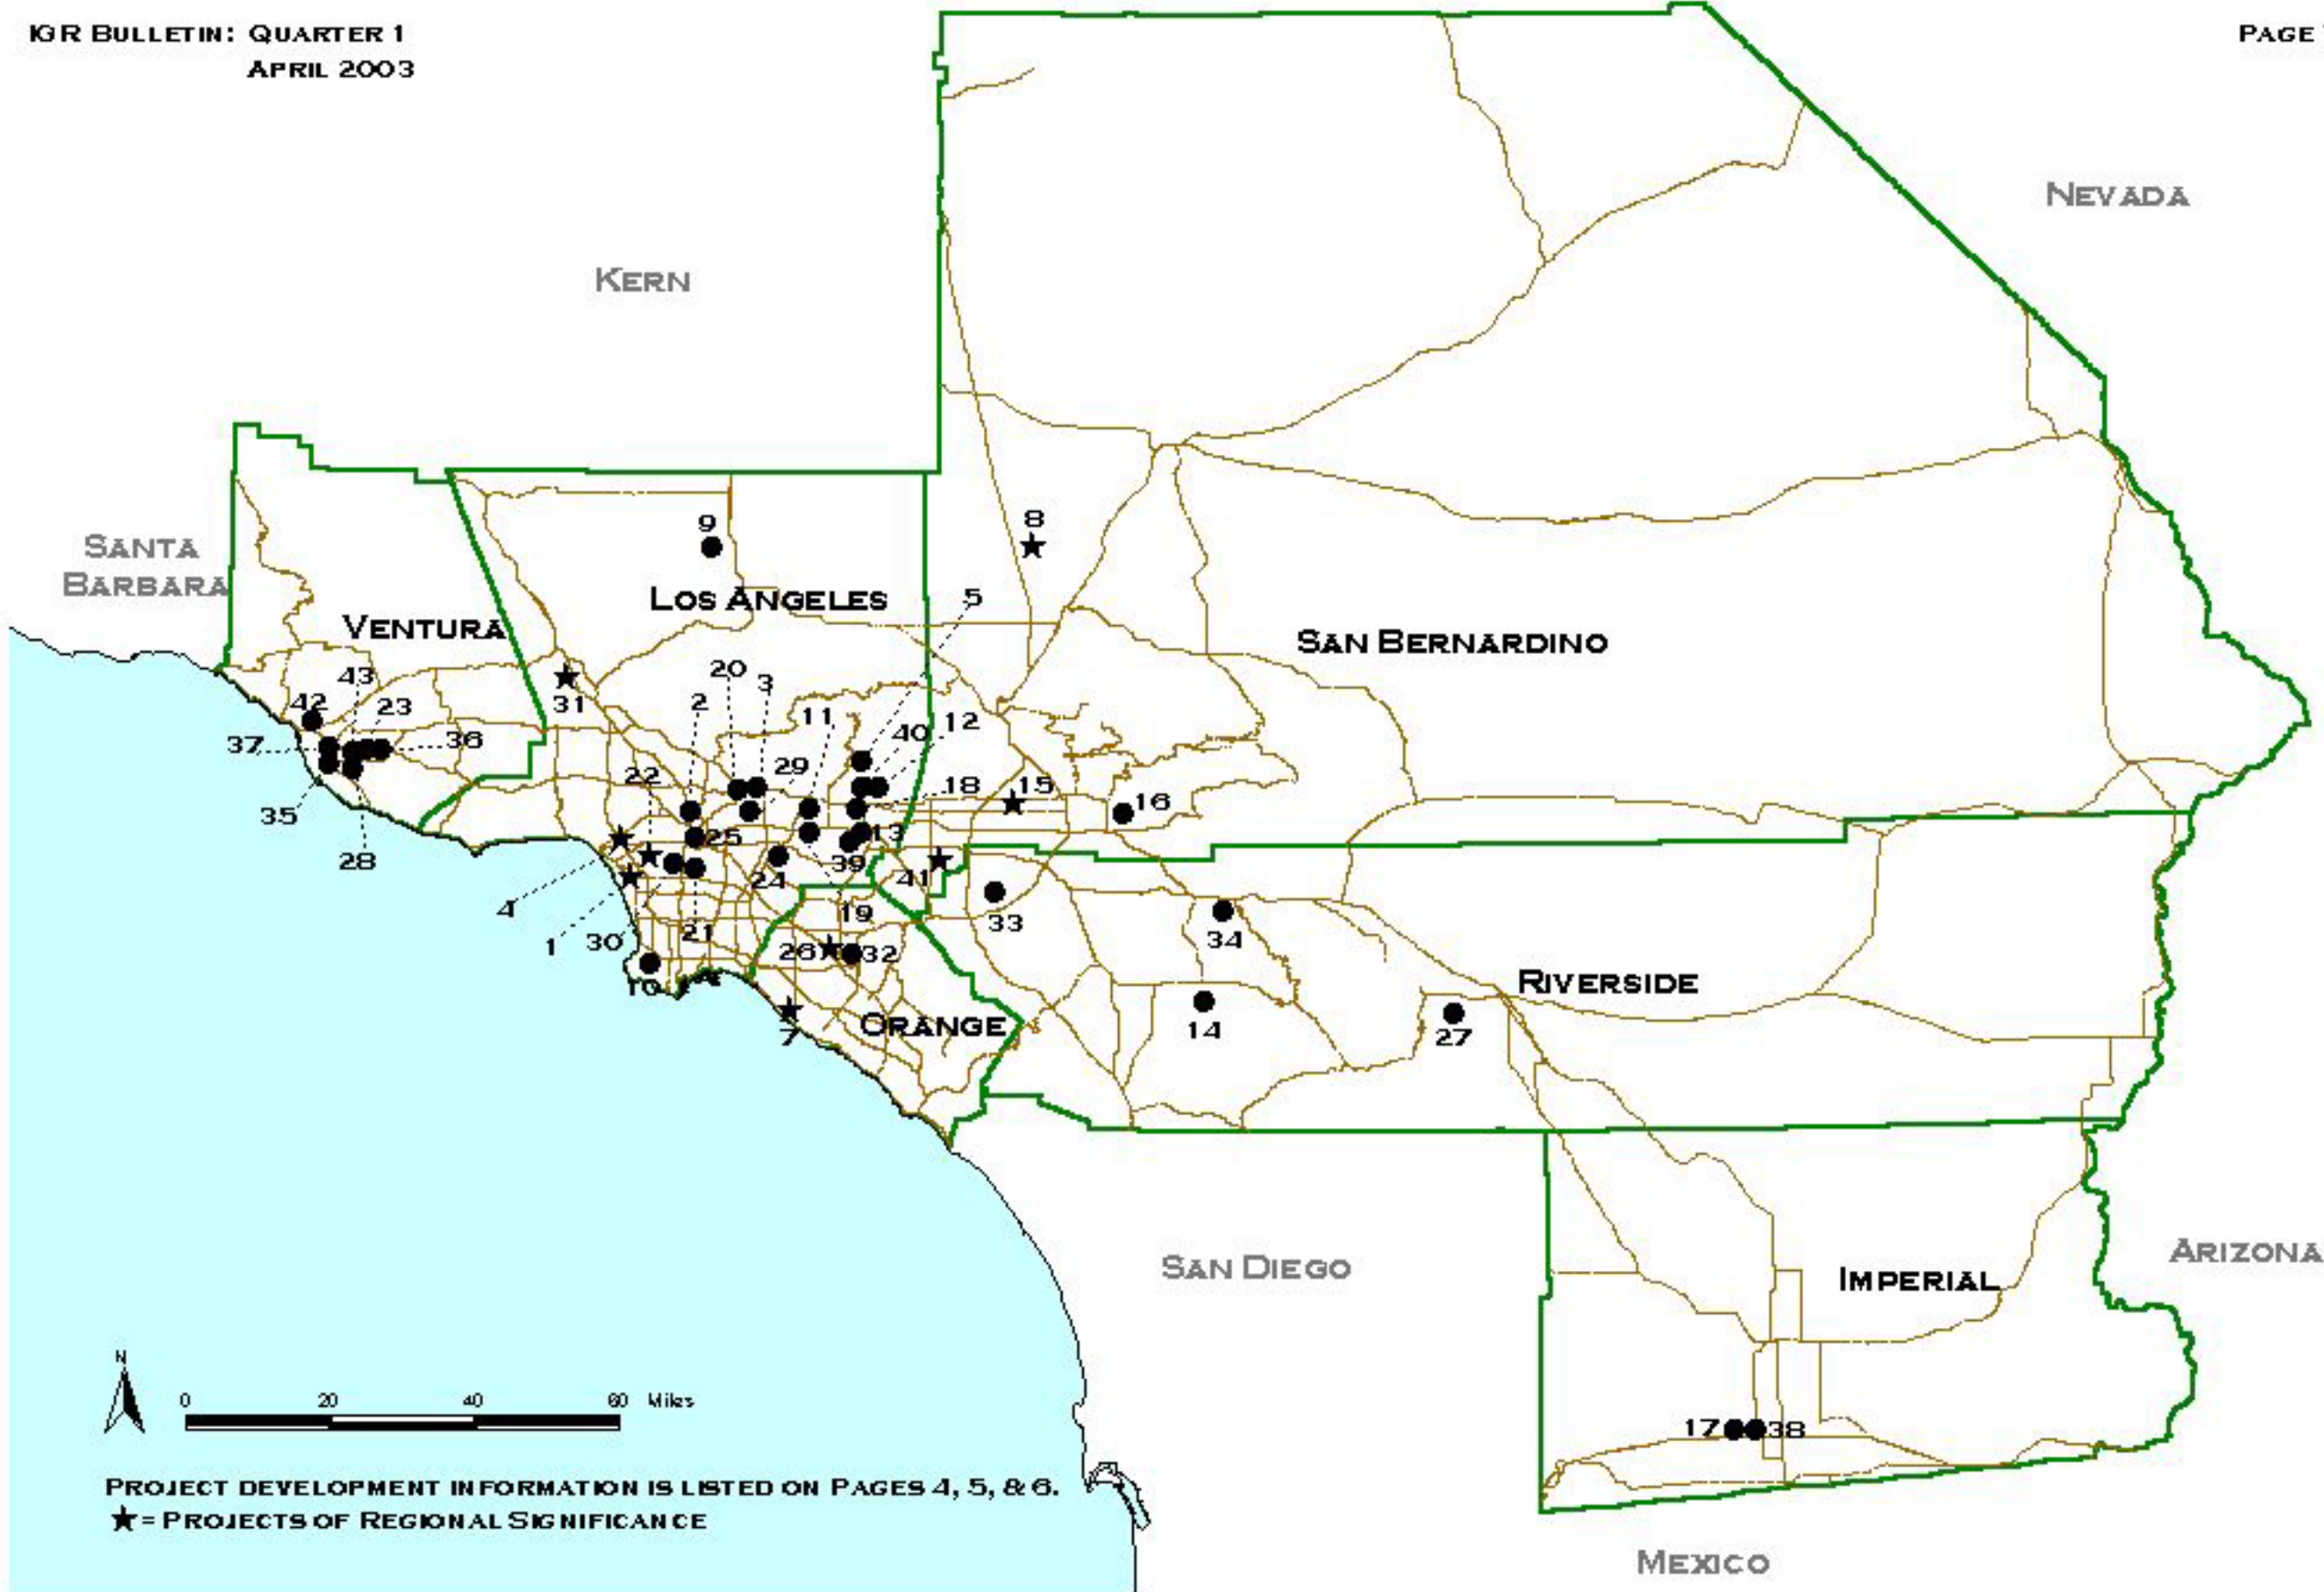 IGR BULLETIN: QUARTER 1
APRIL 2003
PAGE
NEVADA
KERN
8
9
SANTA
BARBARA
LOS ANGELES
5
VENTURA
SAN BERNARDINO
43
20
3
31
2
42
23
11
40
12
37
36
29
22
18
15
16
35
25
13
28
39
24
41
4
19
33
1
30
21
26
32
34
10
RIVERSIDE
7
ORANGE
14
27
SAN DIEGO
ARIZONA
IMPERIAL
N
0 20 40 60 Miles
17
38
PROJECT DEVELOPMENT INFORMATION IS LISTED ON PAGES 4, 5, & 6.
★= PROJECTS OF REGIONAL SIGNIFICANCE
MEXICO